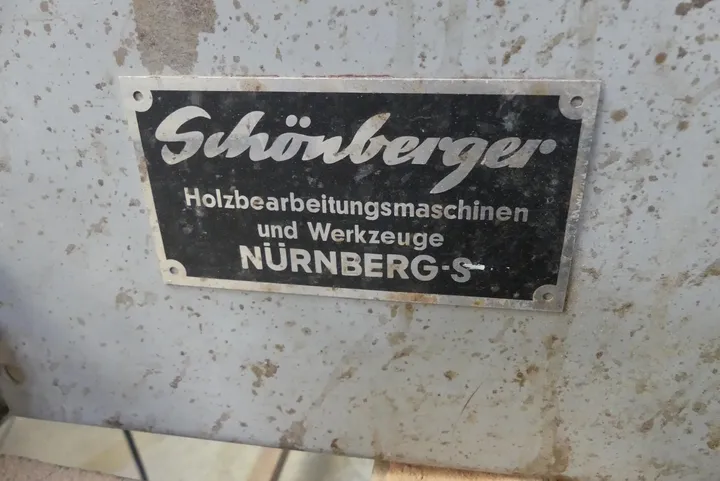 Schönberger
Holzbearbeitungsmaschinen
und Werkzeuge
NÜRNBERG-S